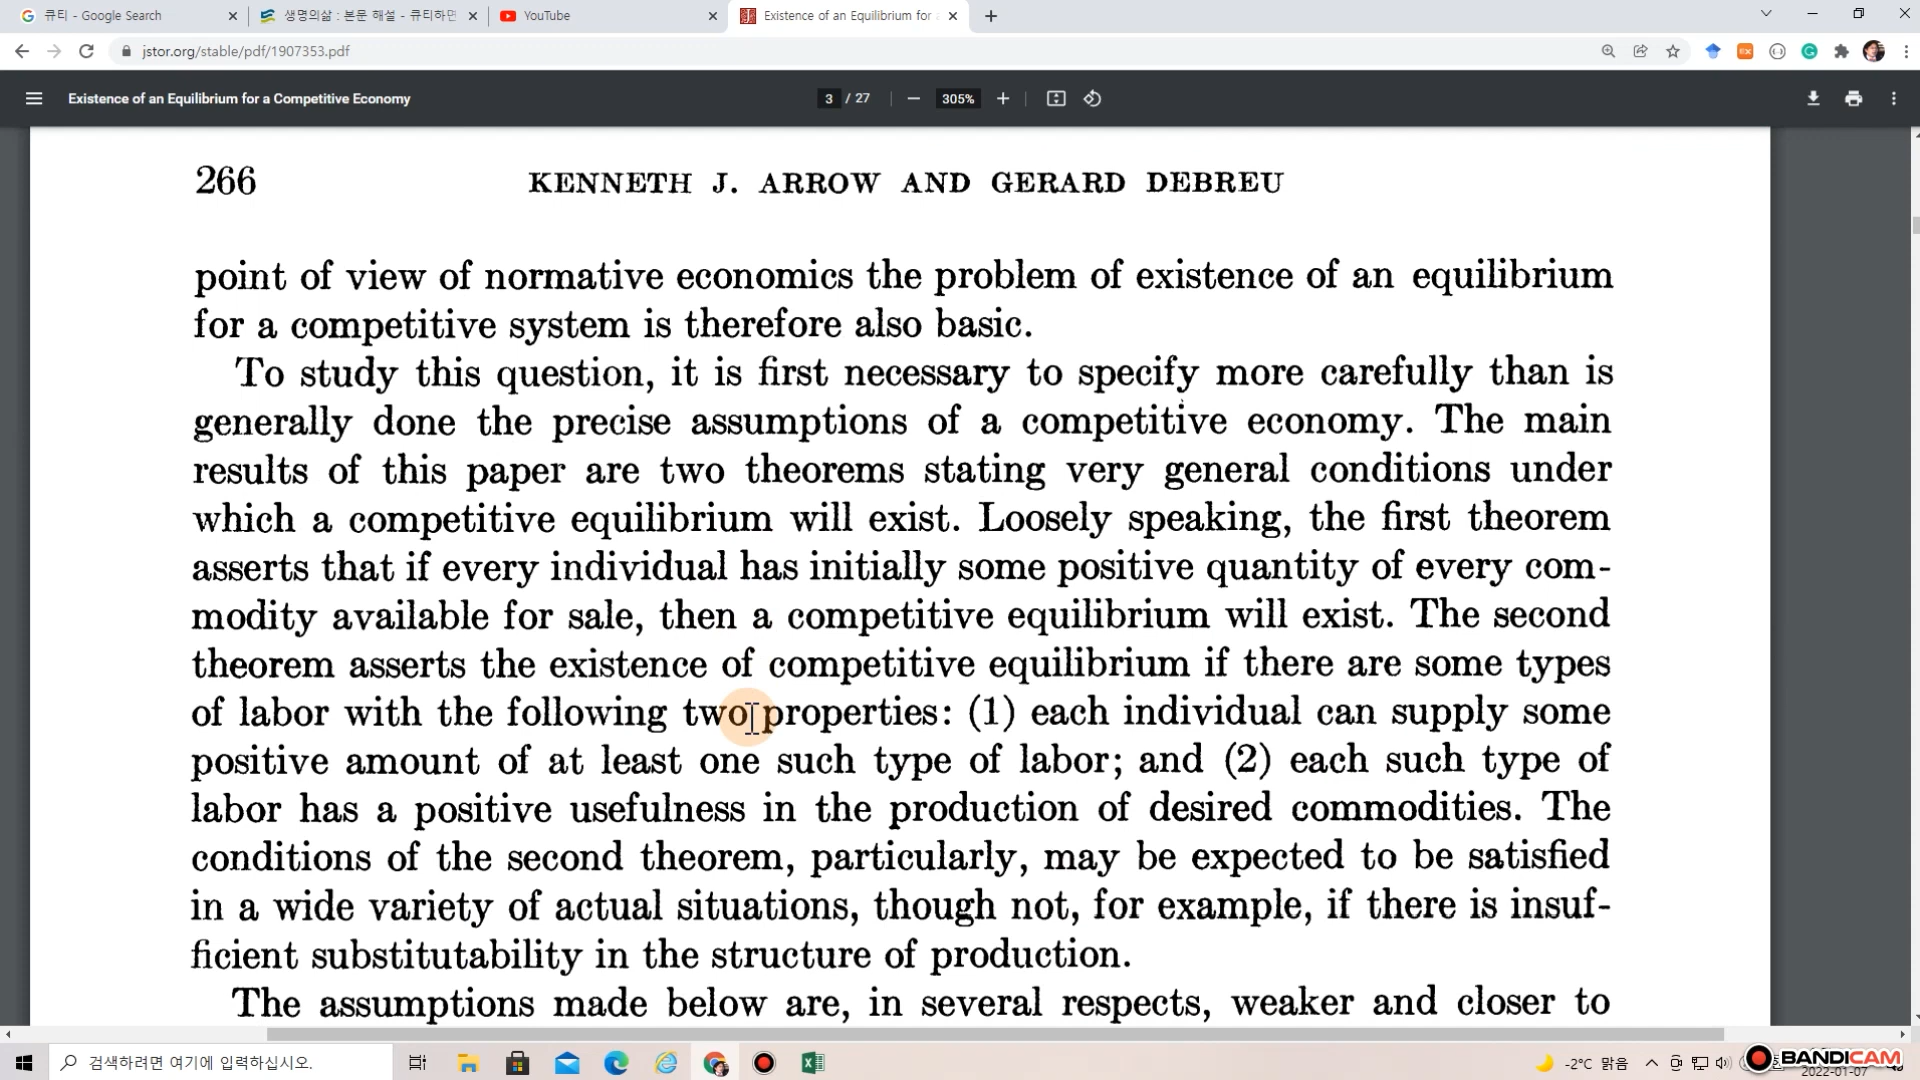 큐티 - Google Search
생명의삶 : 본문 해설 - 큐티하면
YouTube
Existence of an Equilibrium for a
jstor.org/stable/pdf/1907353.pdf
Existence of an Equilibrium for a Competitive Economy
3 / 27
305%
266
KENNETH J. ARROW AND GERARD DEBREU
point of view of normative economics the problem of existence of an equilibrium
for a competitive system is therefore also basic.
To study this question, it is first necessary to specify more carefully than is
generally done the precise assumptions of a competitive economy. The main
results of this paper are two theorems stating very general conditions under
which a competitive equilibrium will exist. Loosely speaking, the first theorem
asserts that if every individual has initially some positive quantity of every com-
modity available for sale, then a competitive equilibrium will exist. The second
theorem asserts the existence of competitive equilibrium if there are some types
of labor with the following two properties: (1) each individual can supply some
positive amount of at least one such type of labor; and (2) each such type of
labor has a positive usefulness in the production of desired commodities. The
conditions of the second theorem, particularly, may be expected to be satisfied
in a wide variety of actual situations, though not, for example, if there is insuf-
ficient substitutability in the structure of production.
The assumptions made below are, in several respects, weaker and closer to
검색하려면 여기에 입력하십시오.
-2°C 맑음
BANDICAM
2022-01-07